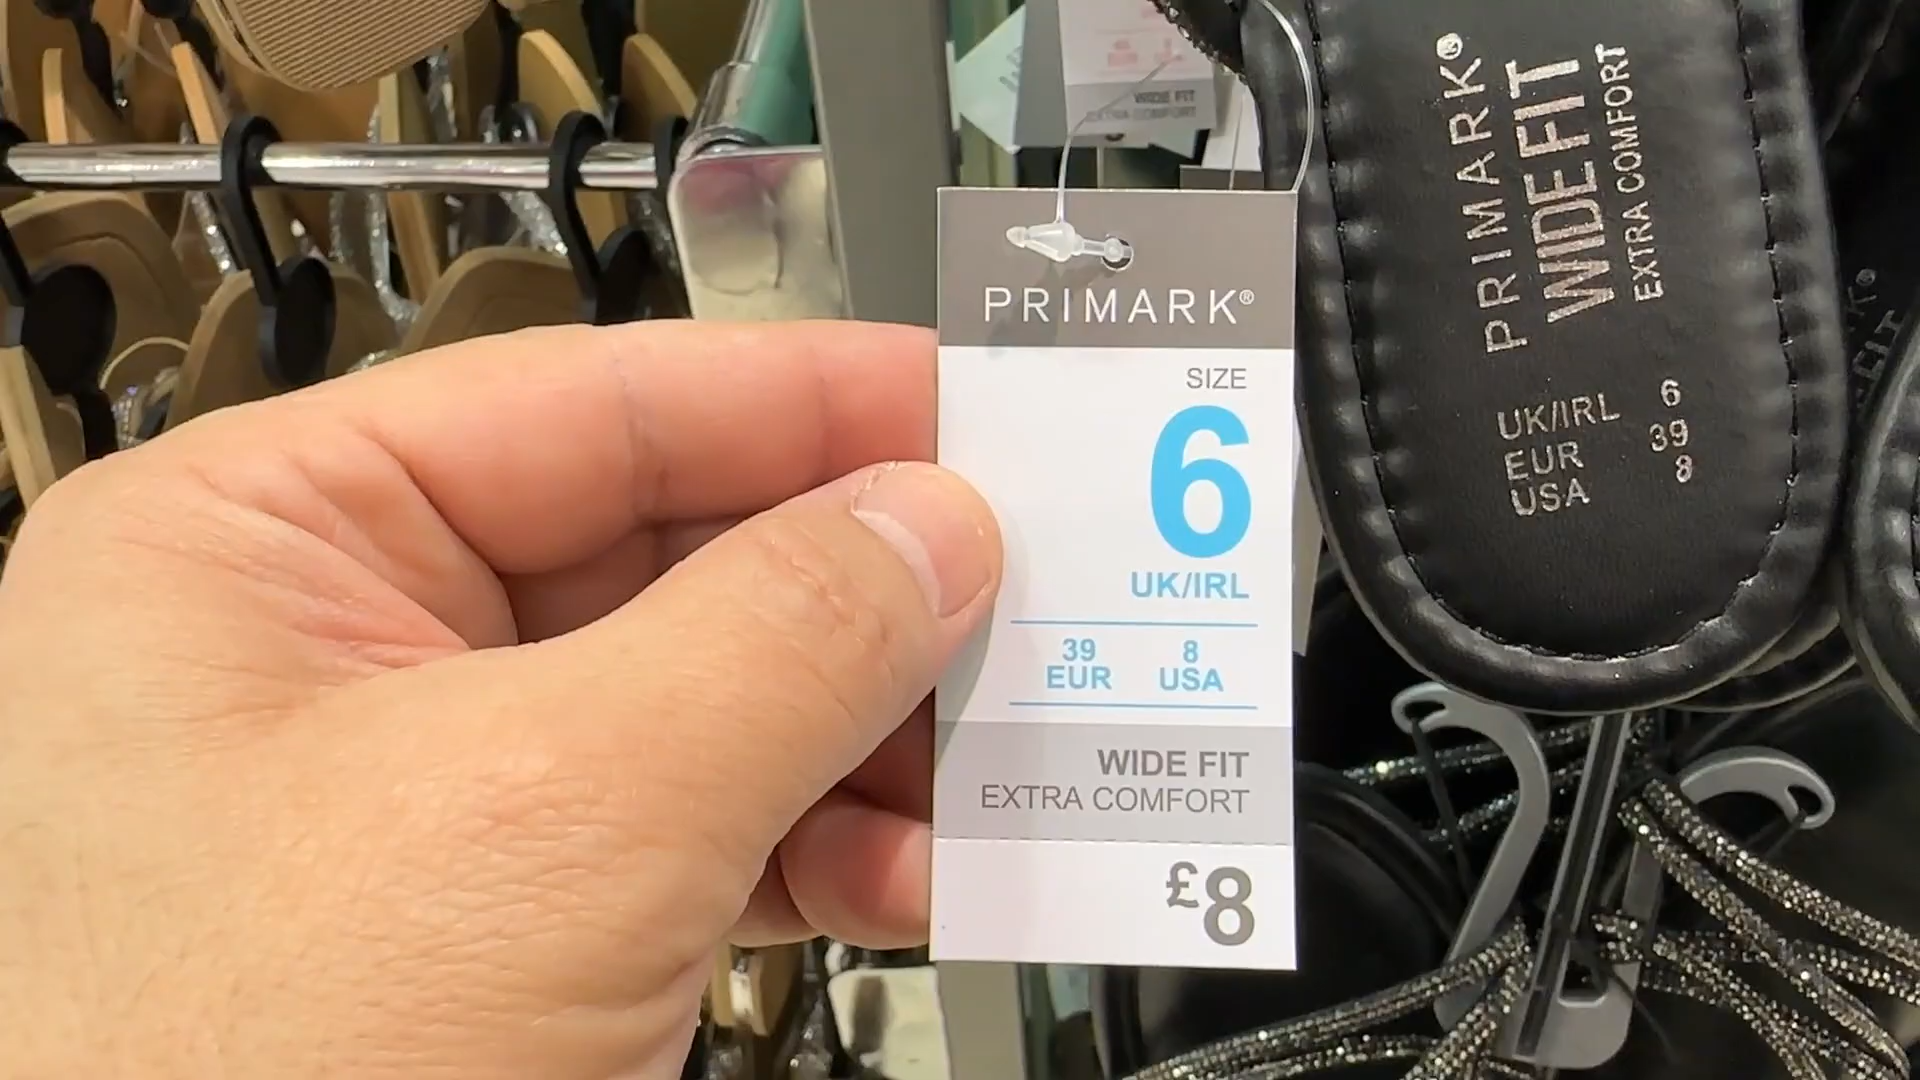 WIDE FIT
EXTRA COMFORT
PRIMARK®
SIZE
6
UK/IRL
39 8
EUR USA
WIDE FIT
EXTRA COMFORT
£8
PRIMARK®
WIDE FIT
EXTRA COMFORT
UK/IRL 6
EUR 39
USA 8